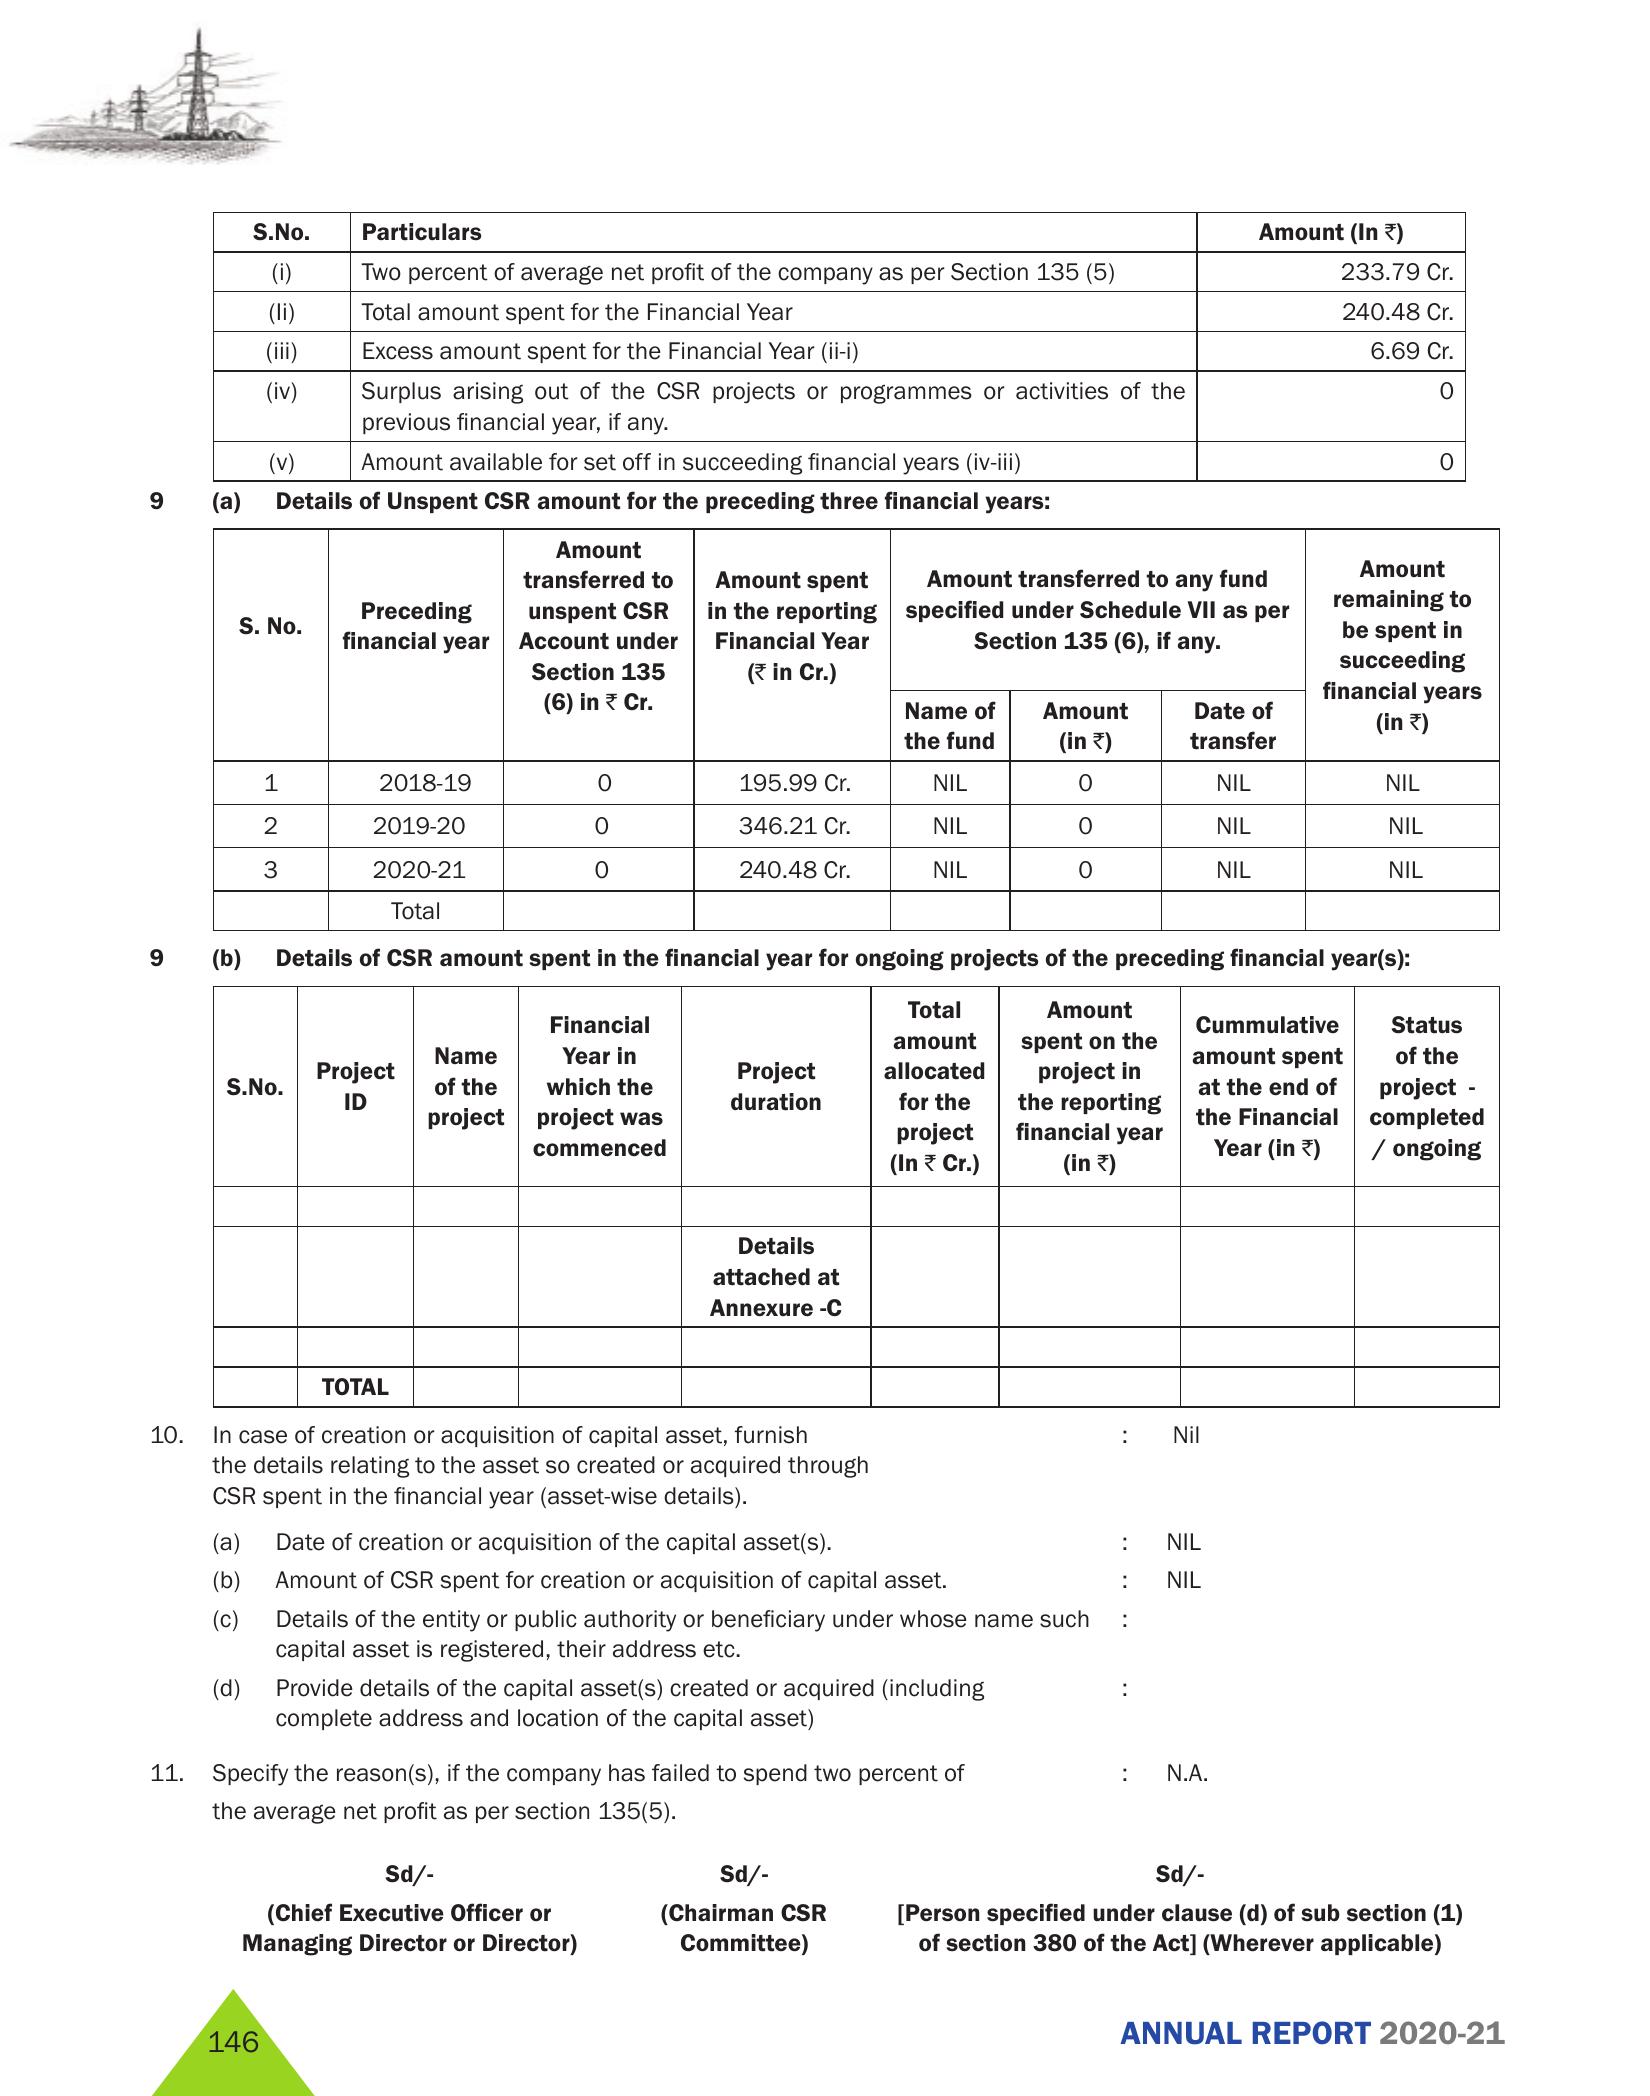 S.No. Particulars Amount (In ₹)
(i) Two percent of average net profit of the company as per Section 135 (5) 233.79 Cr.
(Ii) Total amount spent for the Financial Year 240.48 Cr.
(iii) Excess amount spent for the Financial Year (ii-i) 6.69 Cr.
(iv) Surplus arising out of the CSR projects or programmes or activities of the 0
previous financial year, if any.
(v) Amount available for set off in succeeding financial years (iv-iii) 0
9 (a) Details of Unspent CSR amount for the preceding three financial years:
S. No.
Preceding
financial year
Amount
transferred to
unspent CSR
Account under
Section 135
(6) in ₹ Cr.
Amount spent
in the reporting
Financial Year
(₹ in Cr.)
Amount transferred to any fund
specified under Schedule VII as per
Section 135 (6), if any.
Name of
the fund
Amount
(in ₹)
Date of
transfer
Amount
remaining to
be spent in
succeeding
financial years
(in ₹)
1 2018-19 0 195.99 Cr. NIL 0 NIL NIL
2 2019-20 0 346.21 Cr. NIL 0 NIL NIL
3 2020-21 0 240.48 Cr. NIL 0 NIL NIL
Total
9 (b) Details of CSR amount spent in the financial year for ongoing projects of the preceding financial year(s):
S.No.
Project
ID
Name
of the
project
Financial
Year in
which the
project was
commenced
Project
duration
Total
amount
allocated
for the
project
(In ₹ Cr.)
Amount
spent on the
project in
the reporting
financial year
(in ₹)
Cummulative
amount spent
at the end of
the Financial
Year (in ₹)
Status
of the
project -
completed
/ ongoing
Details
attached at
Annexure -C
TOTAL
10. In case of creation or acquisition of capital asset, furnish : Nil
the details relating to the asset so created or acquired through
CSR spent in the financial year (asset-wise details).
(a) Date of creation or acquisition of the capital asset(s). : NIL
(b) Amount of CSR spent for creation or acquisition of capital asset. : NIL
(c) Details of the entity or public authority or beneficiary under whose name such :
capital asset is registered, their address etc.
(d) Provide details of the capital asset(s) created or acquired (including :
complete address and location of the capital asset)
11. Specify the reason(s), if the company has failed to spend two percent of : N.A.
the average net profit as per section 135(5).
Sd/- Sd/- Sd/-
(Chief Executive Officer or (Chairman CSR [Person specified under clause (d) of sub section (1)
Managing Director or Director) Committee) of section 380 of the Act] (Wherever applicable)
146 ANNUAL REPORT 2020-21